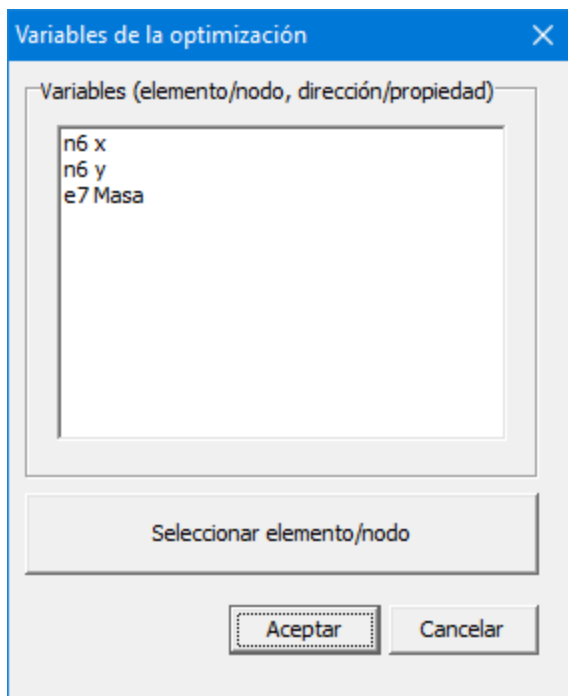 Variables de la optimización
Variables (elemento/nodo, dirección/propiedad)
n6 x
n6 y
e7 Masa
Seleccionar elemento/nodo
Aceptar
Cancelar